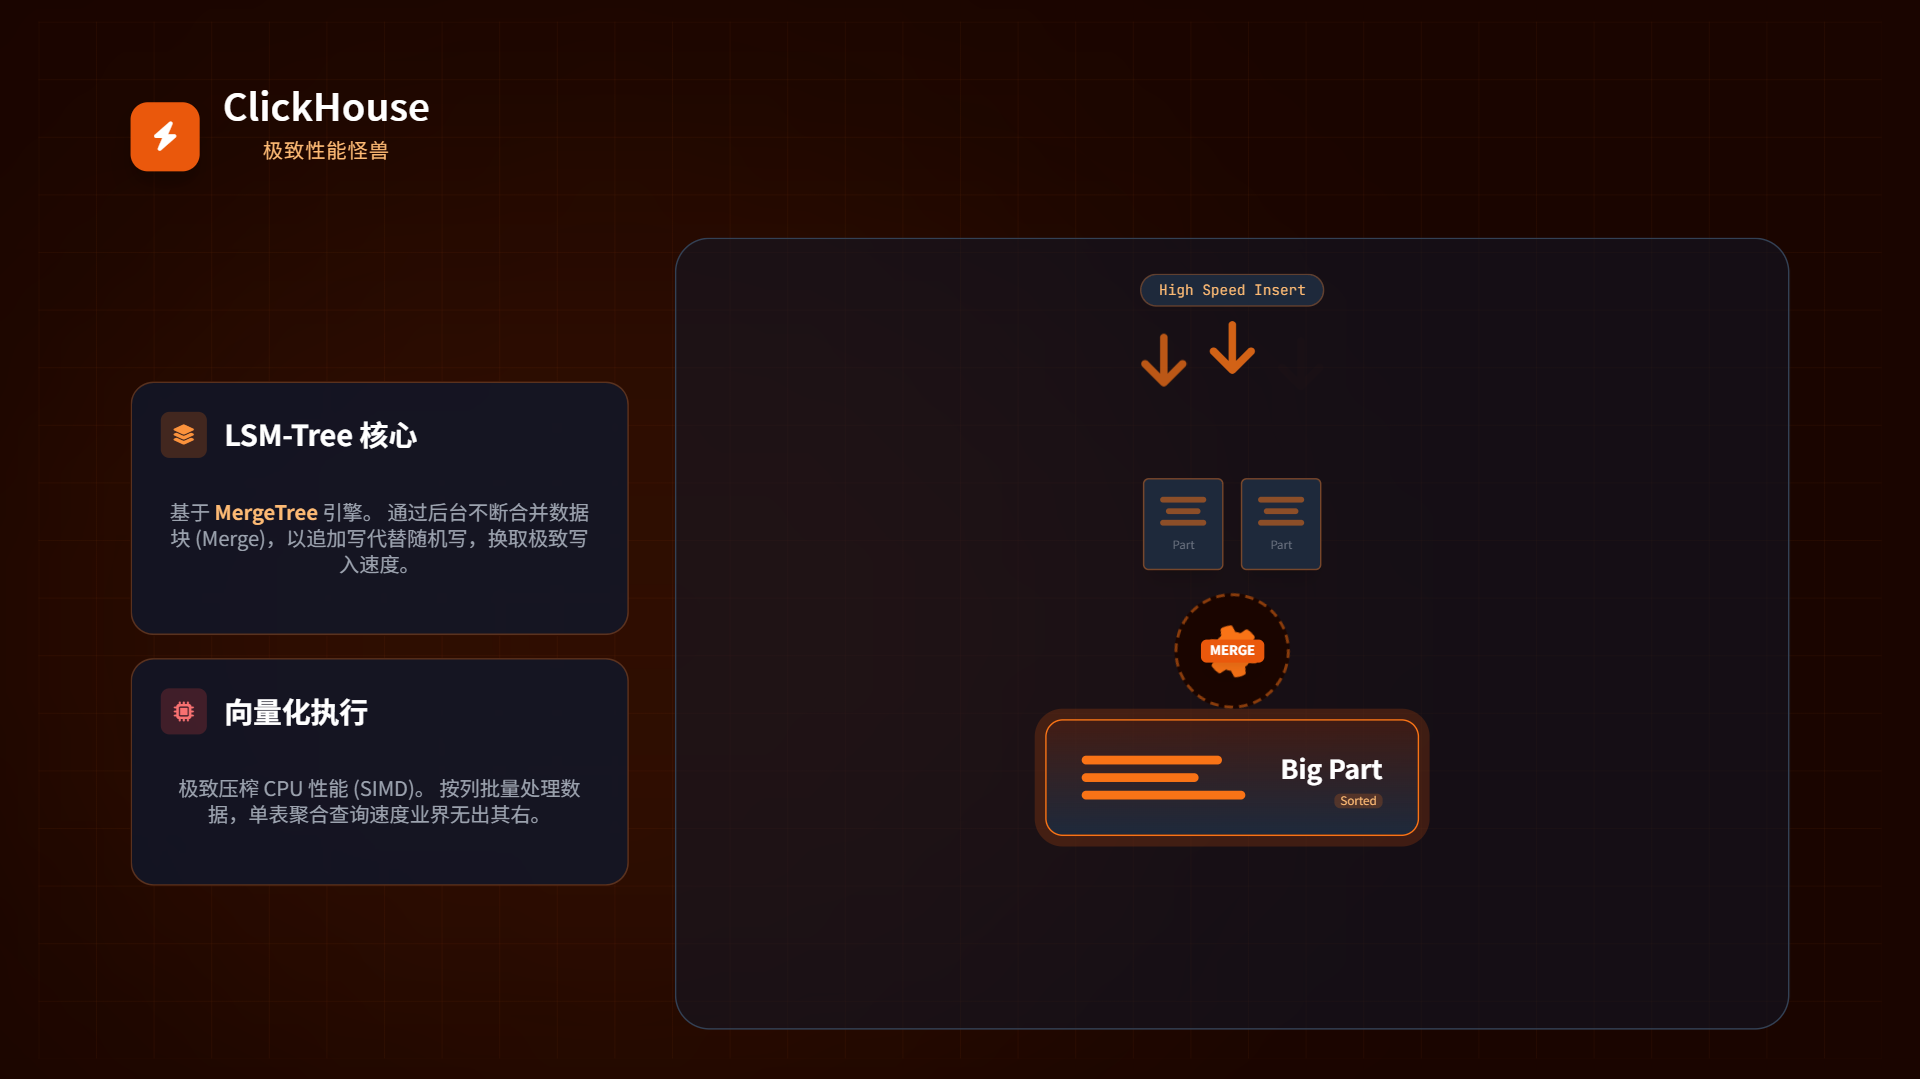 ClickHouse
极致性能怪兽
LSM-Tree 核心
基于 MergeTree 引擎。 通过后台不断合并数据
块 (Merge)，以追加写代替随机写，换取极致写
入速度。
向量化执行
极致压榨 CPU 性能 (SIMD)。 按列批量处理数
据，单表聚合查询速度业界无出其右。
High Speed Insert
Part
Part
MERGE
Big Part
Sorted